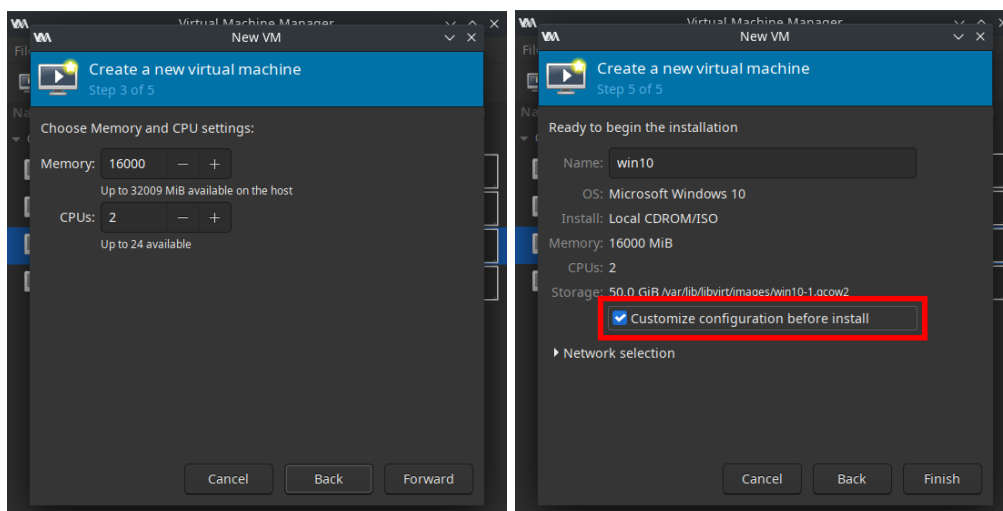 Virtual Machine Manager
New VM
Create a new virtual machine
Step 3 of 5
Choose Memory and CPU settings:
Memory: 16000 − +
Up to 32009 MiB available on the host
CPUs: 2 − +
Up to 24 available
Cancel Back Forward
Virtual Machine Manager
New VM
Create a new virtual machine
Step 5 of 5
Ready to begin the installation
Name: win10
OS: Microsoft Windows 10
Install: Local CDROM/ISO
Memory: 16000 MiB
CPUs: 2
Storage: 50.0 GiB /var/lib/libvirt/images/win10-1.qcow2
Customize configuration before install
Network selection
Cancel Back Finish